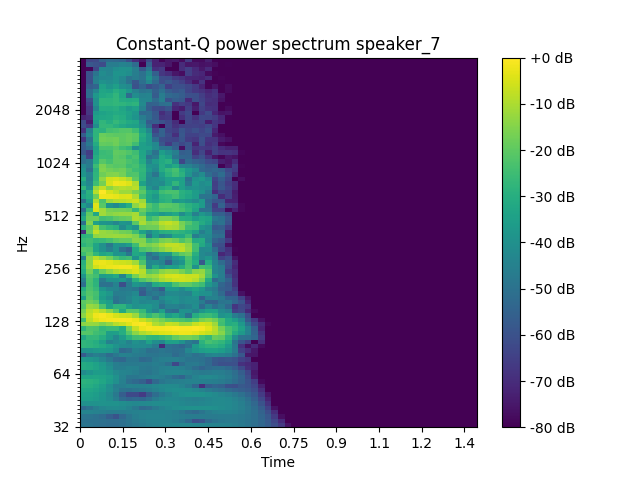 Constant-Q power spectrum speaker_7
Hz
2048
1024
512
256
128
64
32
0 0.15 0.3 0.45 0.6 0.75 0.9 1.1 1.2 1.4
Time
+0 dB
-10 dB
-20 dB
-30 dB
-40 dB
-50 dB
-60 dB
-70 dB
-80 dB